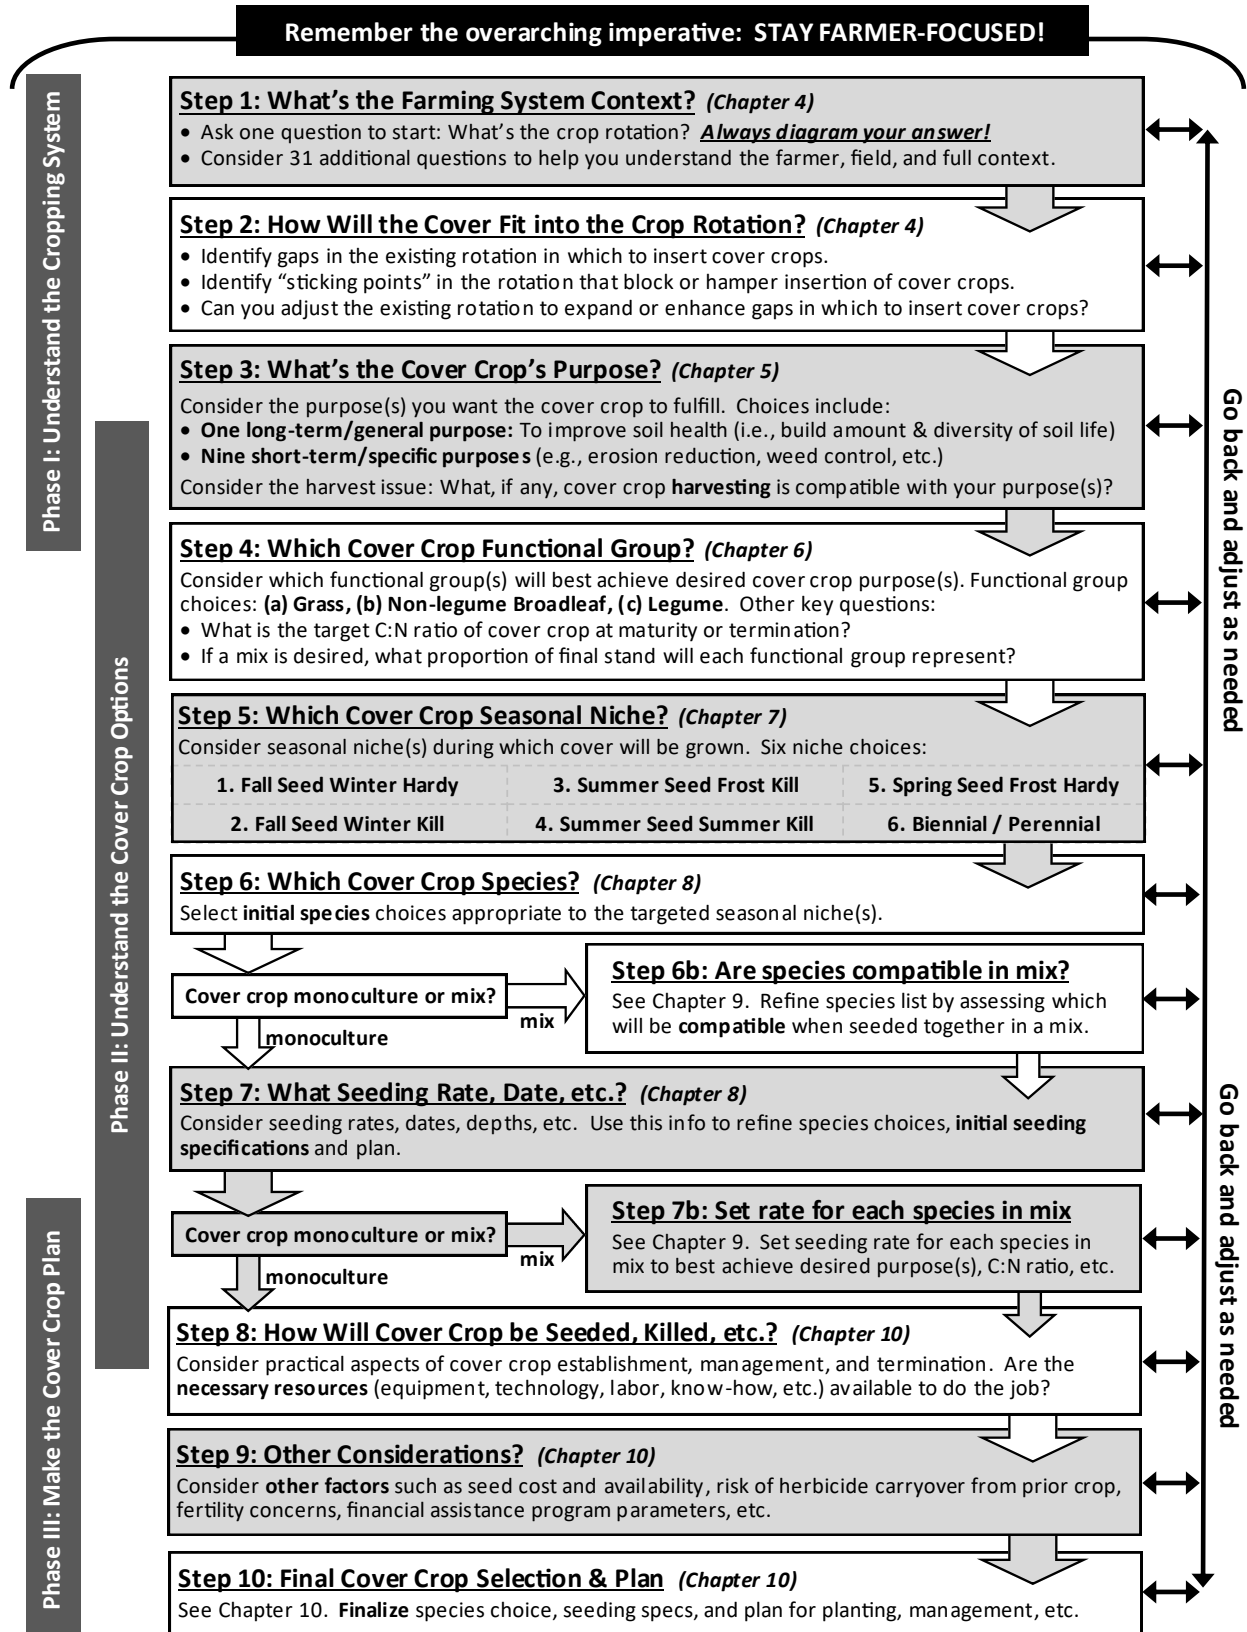 Remember the overarching imperative: STAY FARMER-FOCUSED!
Phase I: Understand the Cropping System
Step 1: What's the Farming System Context? (Chapter 4)
• Ask one question to start: What's the crop rotation? Always diagram your answer!
• Consider 31 additional questions to help you understand the farmer, field, and full context.
Step 2: How Will the Cover Fit into the Crop Rotation? (Chapter 4)
• Identify gaps in the existing rotation in which to insert cover crops.
• Identify “sticking points” in the rotation that block or hamper insertion of cover crops.
• Can you adjust the existing rotation to expand or enhance gaps in which to insert cover crops?
Step 3: What's the Cover Crop's Purpose? (Chapter 5)
Consider the purpose(s) you want the cover crop to fulfill. Choices include:
• One long-term/general purpose: To improve soil health (i.e., build amount & diversity of soil life)
• Nine short-term/specific purposes (e.g., erosion reduction, weed control, etc.)
Consider the harvest issue: What, if any, cover crop harvesting is compatible with your purpose(s)?
Phase II: Understand the Cover Crop Options
Step 4: Which Cover Crop Functional Group? (Chapter 6)
Consider which functional group(s) will best achieve desired cover crop purpose(s). Functional group
choices: (a) Grass, (b) Non-legume Broadleaf, (c) Legume. Other key questions:
• What is the target C:N ratio of cover crop at maturity or termination?
• If a mix is desired, what proportion of final stand will each functional group represent?
Step 5: Which Cover Crop Seasonal Niche? (Chapter 7)
Consider seasonal niche(s) during which cover will be grown. Six niche choices:
1. Fall Seed Winter Hardy
3. Summer Seed Frost Kill
5. Spring Seed Frost Hardy
2. Fall Seed Winter Kill
4. Summer Seed Summer Kill
6. Biennial / Perennial
Step 6: Which Cover Crop Species? (Chapter 8)
Select initial species choices appropriate to the targeted seasonal niche(s).
Cover crop monoculture or mix?
mix
monoculture
Step 6b: Are species compatible in mix?
See Chapter 9. Refine species list by assessing which
will be compatible when seeded together in a mix.
Step 7: What Seeding Rate, Date, etc.? (Chapter 8)
Consider seeding rates, dates, depths, etc. Use this info to refine species choices, initial seeding
specifications and plan.
Phase III: Make the Cover Crop Plan
Cover crop monoculture or mix?
mix
monoculture
Step 7b: Set rate for each species in mix
See Chapter 9. Set seeding rate for each species in
mix to best achieve desired purpose(s), C:N ratio, etc.
Step 8: How Will Cover Crop be Seeded, Killed, etc.? (Chapter 10)
Consider practical aspects of cover crop establishment, management, and termination. Are the
necessary resources (equipment, technology, labor, know-how, etc.) available to do the job?
Step 9: Other Considerations? (Chapter 10)
Consider other factors such as seed cost and availability, risk of herbicide carryover from prior crop,
fertility concerns, financial assistance program parameters, etc.
Step 10: Final Cover Crop Selection & Plan (Chapter 10)
See Chapter 10. Finalize species choice, seeding specs, and plan for planting, management, etc.
Go back and adjust as needed
Go back and adjust as needed